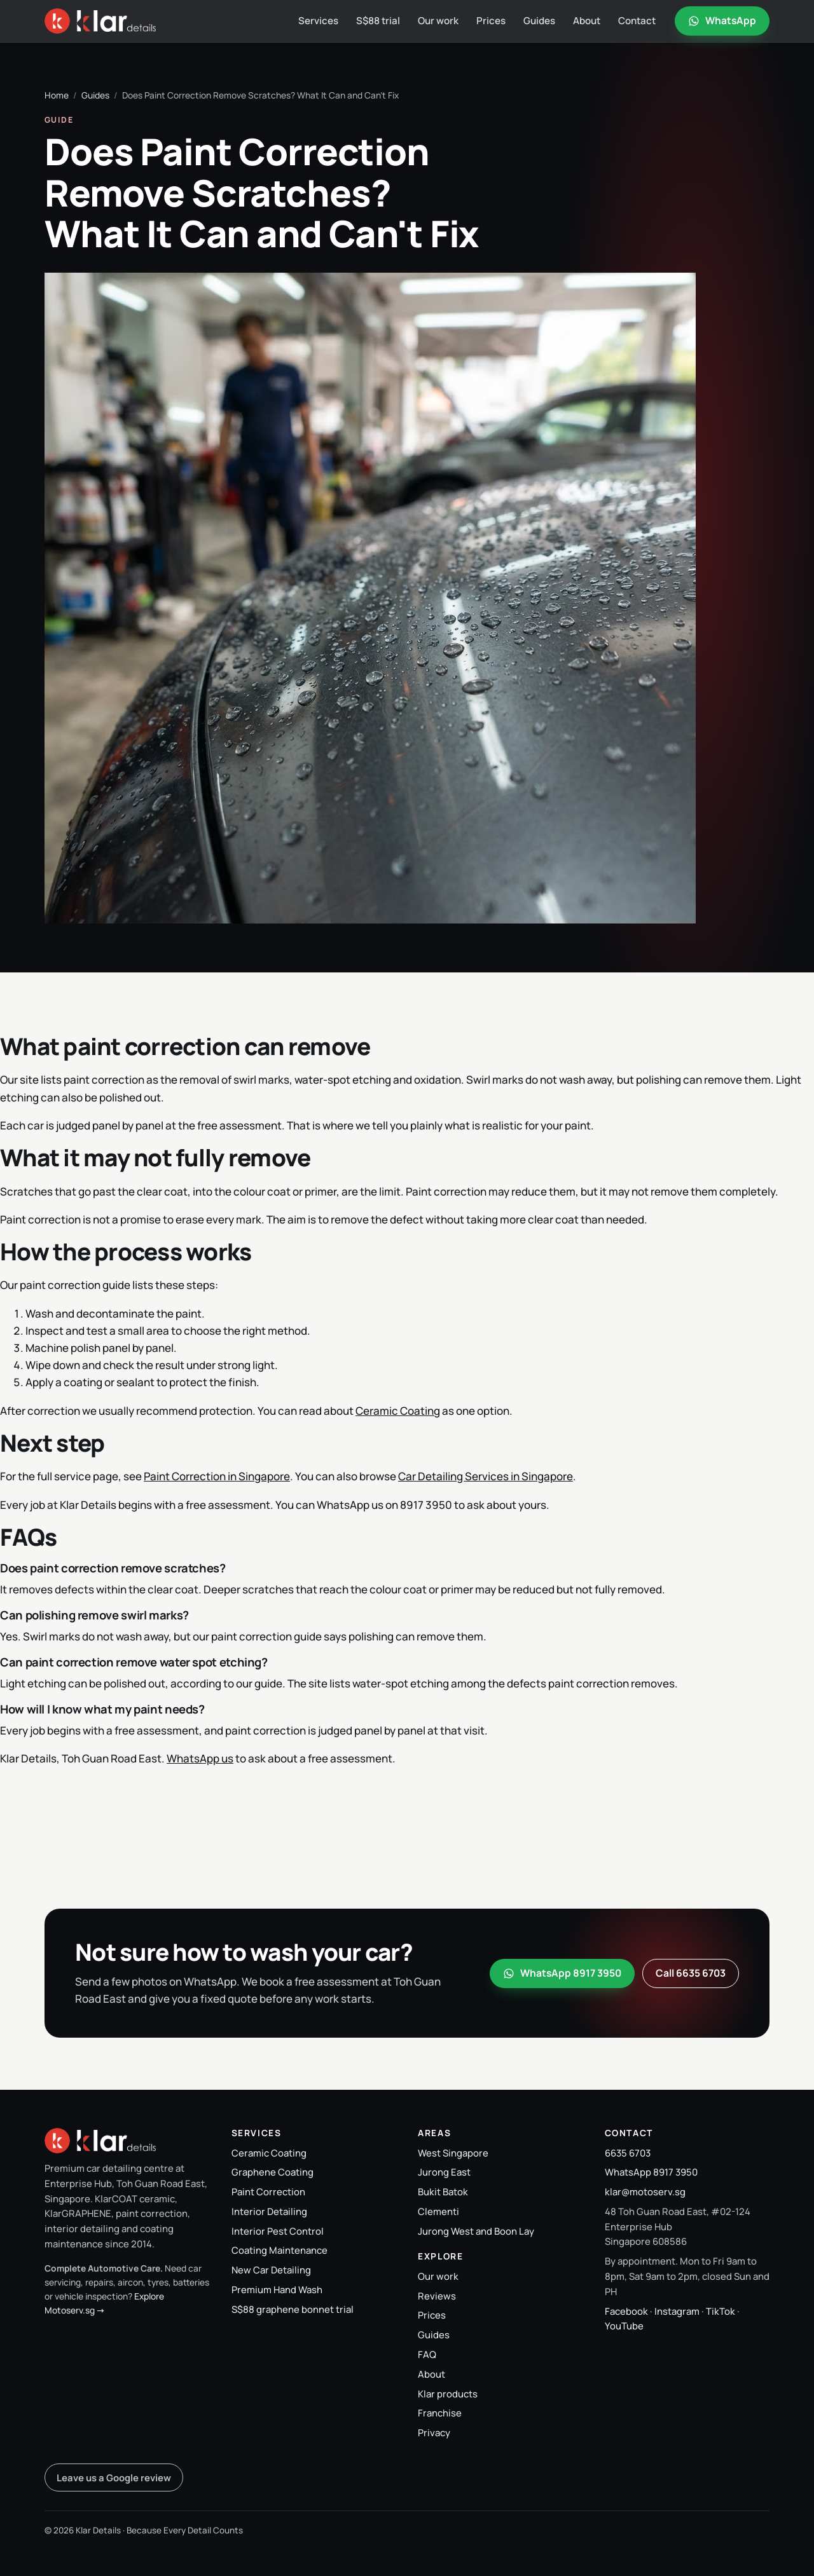 klar details
Services
S$88 trial
Our work
Prices
Guides
About
Contact
WhatsApp
Home / Guides / Does Paint Correction Remove Scratches? What It Can and Can't Fix
GUIDE
Does Paint Correction
Remove Scratches?
What It Can and Can't Fix
What paint correction can remove
Our site lists paint correction as the removal of swirl marks, water-spot etching and oxidation. Swirl marks do not wash away, but polishing can remove them. Light
etching can also be polished out.
Each car is judged panel by panel at the free assessment. That is where we tell you plainly what is realistic for your paint.
What it may not fully remove
Scratches that go past the clear coat, into the colour coat or primer, are the limit. Paint correction may reduce them, but it may not remove them completely.
Paint correction is not a promise to erase every mark. The aim is to remove the defect without taking more clear coat than needed.
How the process works
Our paint correction guide lists these steps:
1. Wash and decontaminate the paint.
2. Inspect and test a small area to choose the right method.
3. Machine polish panel by panel.
4. Wipe down and check the result under strong light.
5. Apply a coating or sealant to protect the finish.
After correction we usually recommend protection. You can read about Ceramic Coating as one option.
Next step
For the full service page, see Paint Correction in Singapore. You can also browse Car Detailing Services in Singapore.
Every job at Klar Details begins with a free assessment. You can WhatsApp us on 8917 3950 to ask about yours.
FAQs
Does paint correction remove scratches?
It removes defects within the clear coat. Deeper scratches that reach the colour coat or primer may be reduced but not fully removed.
Can polishing remove swirl marks?
Yes. Swirl marks do not wash away, but our paint correction guide says polishing can remove them.
Can paint correction remove water spot etching?
Light etching can be polished out, according to our guide. The site lists water-spot etching among the defects paint correction removes.
How will I know what my paint needs?
Every job begins with a free assessment, and paint correction is judged panel by panel at that visit.
Klar Details, Toh Guan Road East. WhatsApp us to ask about a free assessment.
Not sure how to wash your car?
Send a few photos on WhatsApp. We book a free assessment at Toh Guan
Road East and give you a fixed quote before any work starts.
WhatsApp 8917 3950
Call 6635 6703
klar details
Premium car detailing centre at
Enterprise Hub, Toh Guan Road East,
Singapore. KlarCOAT ceramic,
KlarGRAPHENE, paint correction,
interior detailing and coating
maintenance since 2014.
Complete Automotive Care. Need car
servicing, repairs, aircon, tyres, batteries
or vehicle inspection? Explore
Motoserv.sg →
SERVICES
Ceramic Coating
Graphene Coating
Paint Correction
Interior Detailing
Interior Pest Control
Coating Maintenance
New Car Detailing
Premium Hand Wash
S$88 graphene bonnet trial
AREAS
West Singapore
Jurong East
Bukit Batok
Clementi
Jurong West and Boon Lay
EXPLORE
Our work
Reviews
Prices
Guides
FAQ
About
Klar products
Franchise
Privacy
CONTACT
6635 6703
WhatsApp 8917 3950
klar@motoserv.sg
48 Toh Guan Road East, #02-124
Enterprise Hub
Singapore 608586
By appointment. Mon to Fri 9am to
6pm, Sat 9am to 2pm, closed Sun and
PH
Facebook · Instagram · TikTok ·
YouTube
Leave us a Google review
© 2026 Klar Details · Because Every Detail Counts